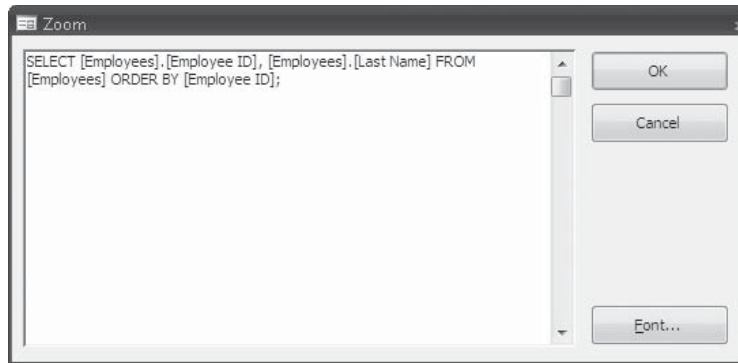 Zoom
SELECT [Employees].[Employee ID], [Employees].[Last Name] FROM
[Employees] ORDER BY [Employee ID];
OK
Cancel
Font...